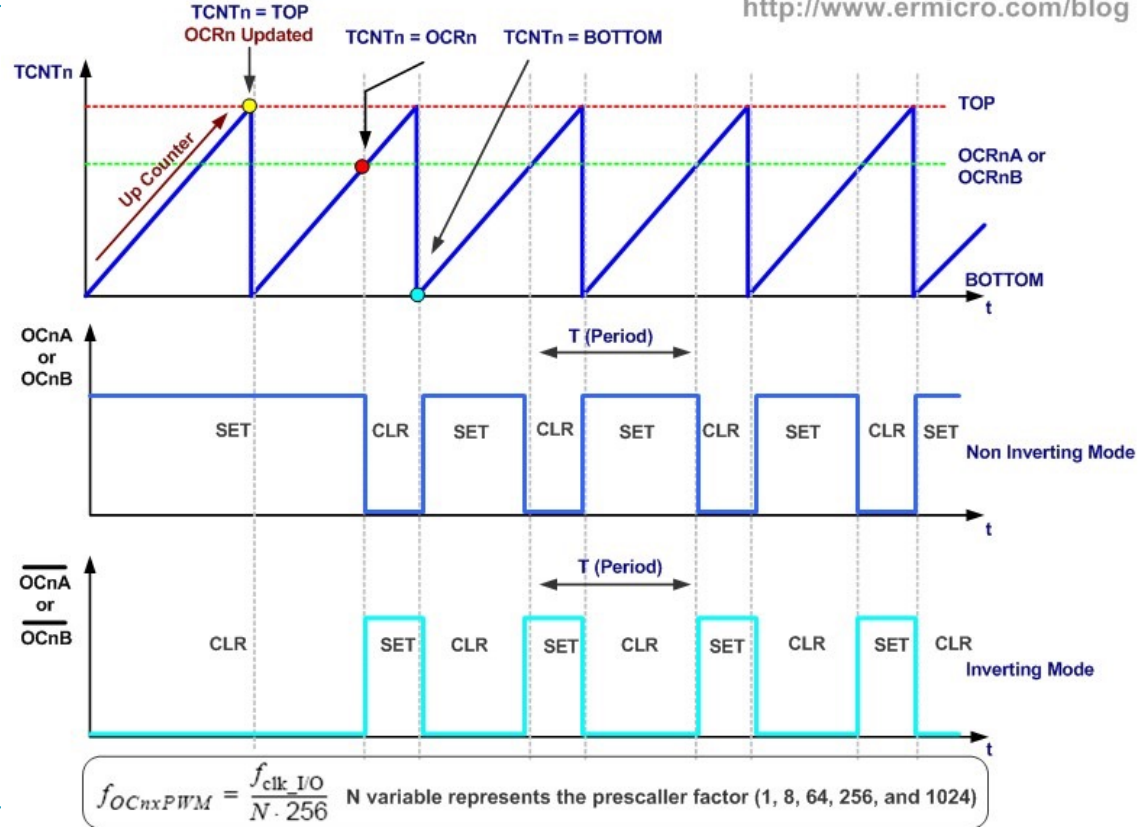 http://www.ermicro.com/blog
TCNTn = TOP
OCRn Updated
TCNTn = OCRn
TCNTn = BOTTOM
TCNTn
TOP
Up Counter
OCRnA or
OCRnB
BOTTOM
t
OCnA
or
OCnB
T (Period)
SET
CLR
SET
CLR
SET
CLR
SET
CLR
SET
Non Inverting Mode
t
OCnA
or
OCnB
T (Period)
CLR
SET
CLR
SET
CLR
SET
CLR
SET
CLR
Inverting Mode
t
f_OCnxPWM = f_clk_I/O / N · 256 N variable represents the prescaller factor (1, 8, 64, 256, and 1024)